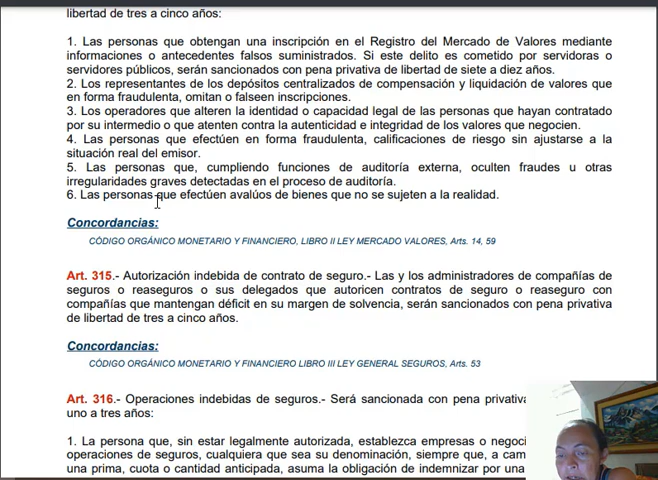 libertad de tres a cinco años:
1. Las personas que obtengan una inscripción en el Registro del Mercado de Valores mediante
informaciones o antecedentes falsos suministrados. Si este delito es cometido por servidoras o
servidores públicos, serán sancionados con pena privativa de libertad de siete a diez años.
2. Los representantes de los depósitos centralizados de compensación y liquidación de valores que
en forma fraudulenta, omitan o falseen inscripciones.
3. Los operadores que alteren la identidad o capacidad legal de las personas que hayan contratado
por su intermedio o que atenten contra la autenticidad e integridad de los valores que negocien.
4. Las personas que efectúen en forma fraudulenta, calificaciones de riesgo sin ajustarse a la
situación real del emisor.
5. Las personas que, cumpliendo funciones de auditoría externa, oculten fraudes u otras
irregularidades graves detectadas en el proceso de auditoría.
6. Las personas que efectúen avalúos de bienes que no se sujeten a la realidad.
Concordancias:
CÓDIGO ORGÁNICO MONETARIO Y FINANCIERO, LIBRO II LEY MERCADO VALORES, Arts. 14, 59
Art. 315.- Autorización indebida de contrato de seguro.- Las y los administradores de compañías de
seguros o reaseguros o sus delegados que autoricen contratos de seguro o reaseguro con
compañías que mantengan déficit en su margen de solvencia, serán sancionados con pena privativa
de libertad de tres a cinco años.
Concordancias:
CÓDIGO ORGÁNICO MONETARIO Y FINANCIERO LIBRO III LEY GENERAL SEGUROS, Arts. 53
Art. 316.- Operaciones indebidas de seguros.- Será sancionada con pena privativa
uno a tres años:
1. La persona que, sin estar legalmente autorizada, establezca empresas o negoci
operaciones de seguros, cualquiera que sea su denominación, siempre que, a cam
una prima, cuota o cantidad anticipada, asuma la obligación de indemnizar por una